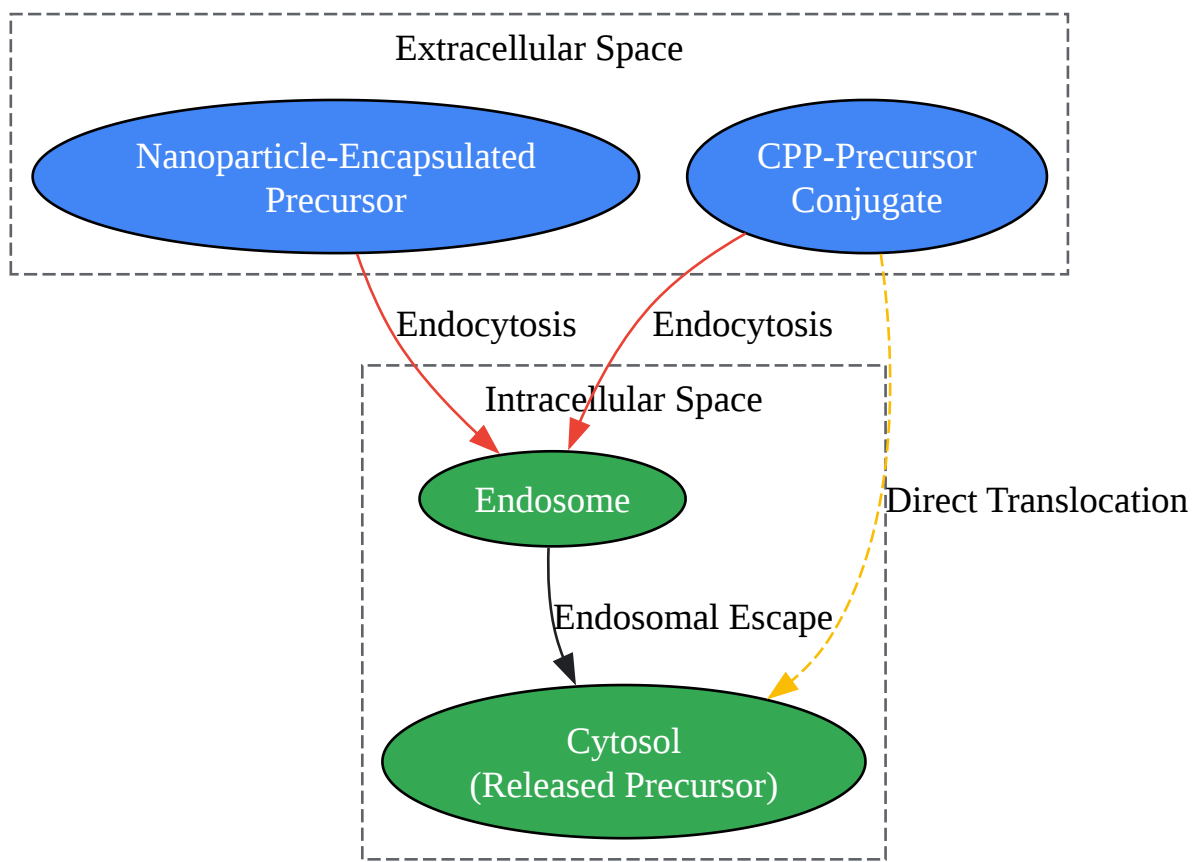 Extracellular Space
Nanoparticle-Encapsulated
Precursor
CPP-Precursor
Conjugate
Endocytosis
Endocytosis
Intracellular Space
Endosome
Direct Translocation
Endosomal Escape
Cytosol
(Released Precursor)